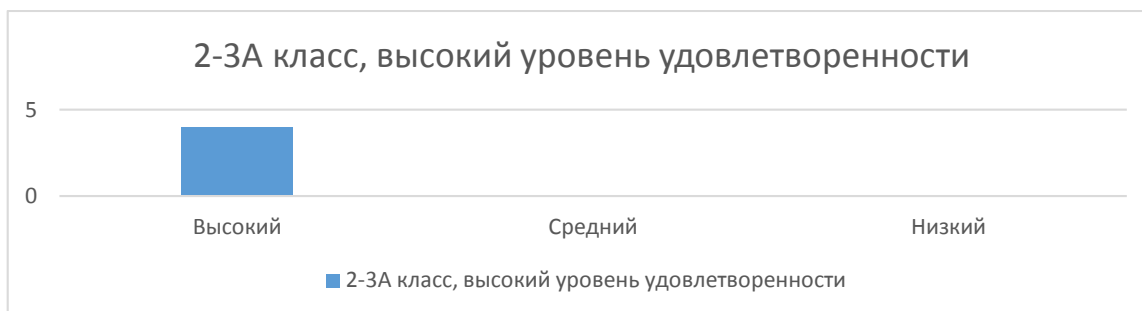 2-3А класс, высокий уровень удовлетворенности
5
0
Высокий Средний Низкий
2-3А класс, высокий уровень удовлетворенности